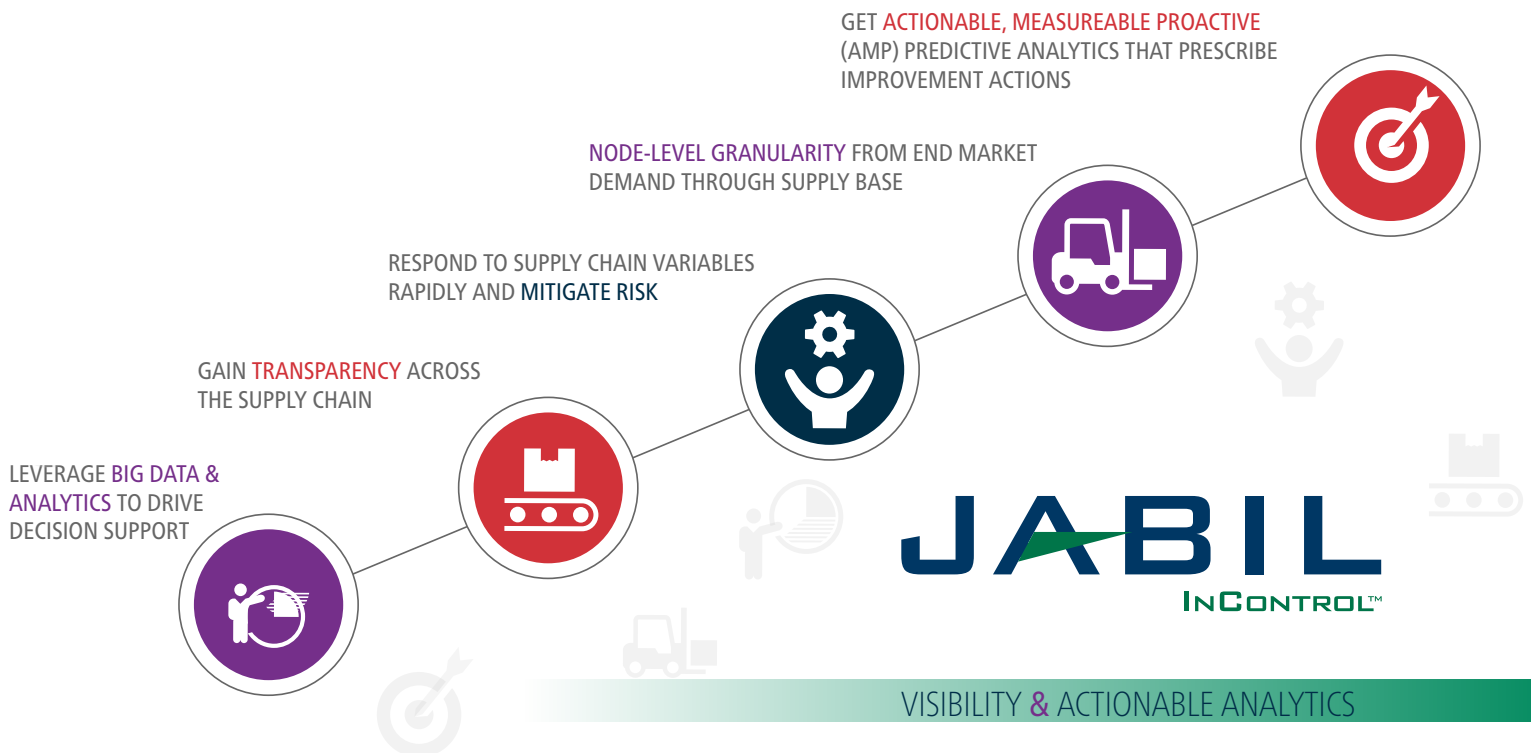 GET ACTIONABLE, MEASUREABLE PROACTIVE
(AMP) PREDICTIVE ANALYTICS THAT PRESCRIBE
IMPROVEMENT ACTIONS
NODE-LEVEL GRANULARITY FROM END MARKET
DEMAND THROUGH SUPPLY BASE
RESPOND TO SUPPLY CHAIN VARIABLES
RAPIDLY AND MITIGATE RISK
GAIN TRANSPARENCY ACROSS
THE SUPPLY CHAIN
LEVERAGE BIG DATA &
ANALYTICS TO DRIVE
DECISION SUPPORT
JABIL
INCONTROL™
VISIBILITY & ACTIONABLE ANALYTICS